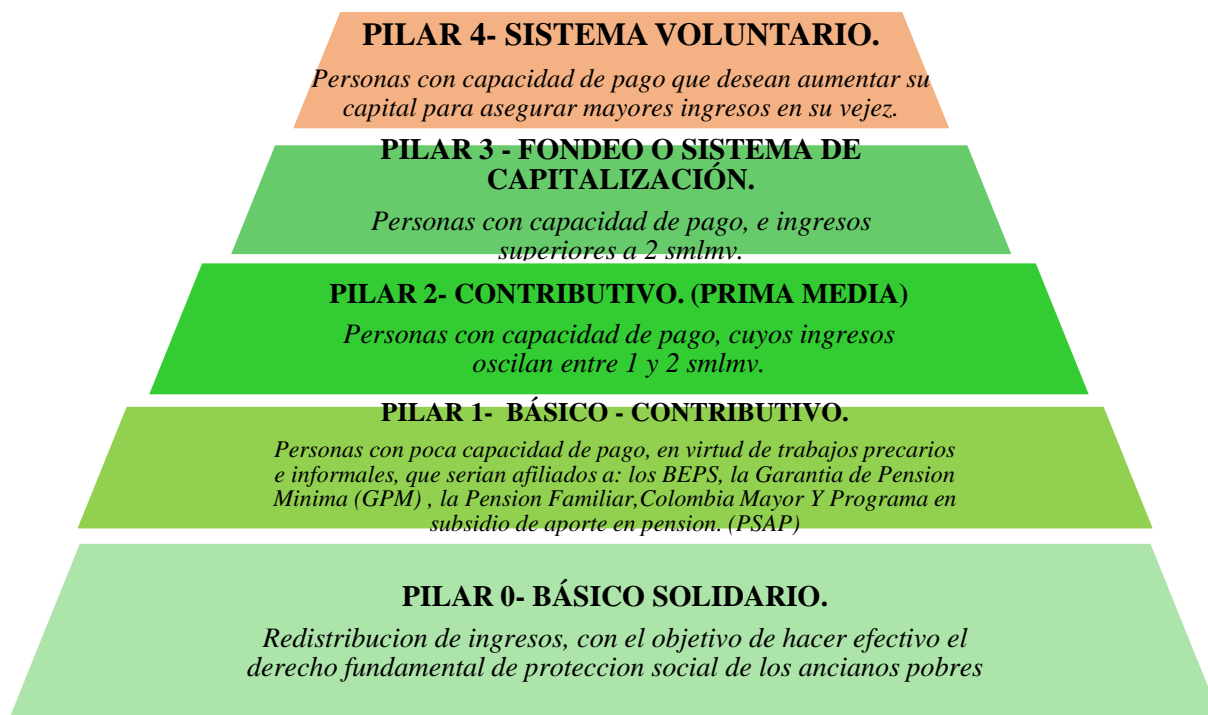 PILAR 4- SISTEMA VOLUNTARIO.
Personas con capacidad de pago que desean aumentar su
capital para asegurar mayores ingresos en su vejez.
PILAR 3 - FONDEO O SISTEMA DE
CAPITALIZACIÓN.
Personas con capacidad de pago, e ingresos
superiores a 2 smlmv.
PILAR 2- CONTRIBUTIVO. (PRIMA MEDIA)
Personas con capacidad de pago, cuyos ingresos
oscilan entre 1 y 2 smlmv.
PILAR 1- BÁSICO - CONTRIBUTIVO.
Personas con poca capacidad de pago, en virtud de trabajos precarios
e informales, que serian afiliados a: los BEPS, la Garantia de Pension
Minima (GPM) , la Pension Familiar,Colombia Mayor Y Programa en
subsidio de aporte en pension. (PSAP)
PILAR 0- BÁSICO SOLIDARIO.
Redistribucion de ingresos, con el objetivo de hacer efectivo el
derecho fundamental de proteccion social de los ancianos pobres